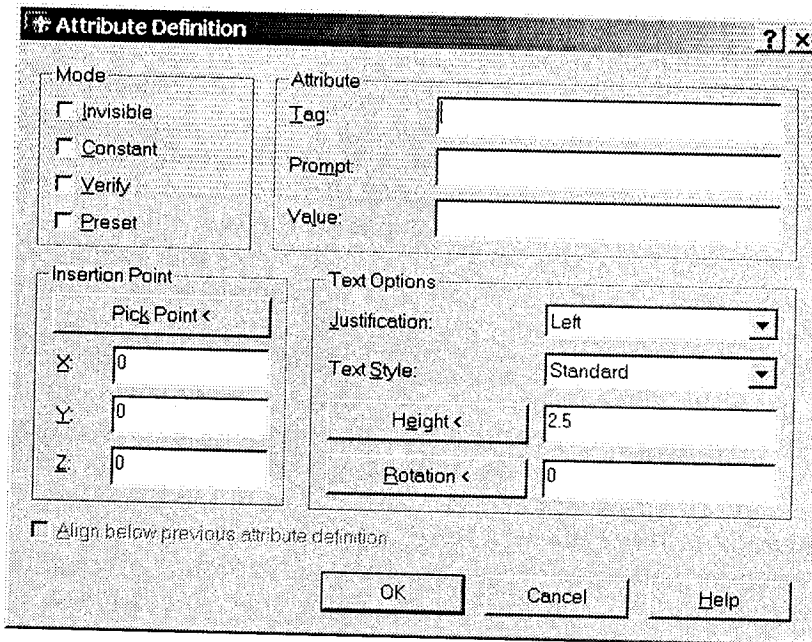 Attribute Definition
Mode
Invisible
Constant
Verify
Preset
Attribute
Tag:
Prompt:
Value:
Insertion Point
Pick Point <
X: 0
Y: 0
Z: 0
Text Options
Justification: Left
Text Style: Standard
Height < 2.5
Rotation < 0
Align below previous attribute definition
OK Cancel Help